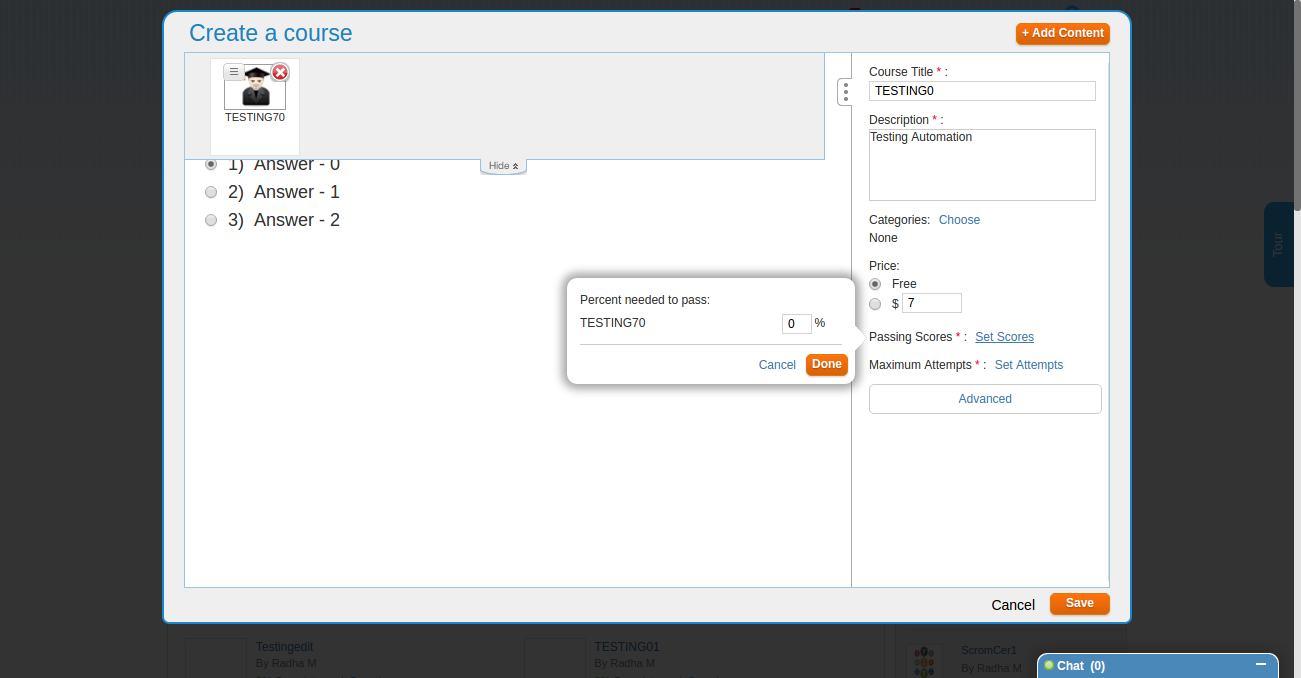 Create a course
+ Add Content
TESTING70
1) Answer - 0
Hide
2) Answer - 1
3) Answer - 2
Course Title * :
TESTING0
Description * :
Testing Automation
Categories: Choose
None
Price:
Free
$ 7
Passing Scores * : Set Scores
Maximum Attempts * : Set Attempts
Advanced
Percent needed to pass:
TESTING70 0 %
Cancel Done
Cancel Save
Tour
Testingedit
By Radha M
TESTING01
By Radha M
ScromCer1
By Radha M
Chat (0)